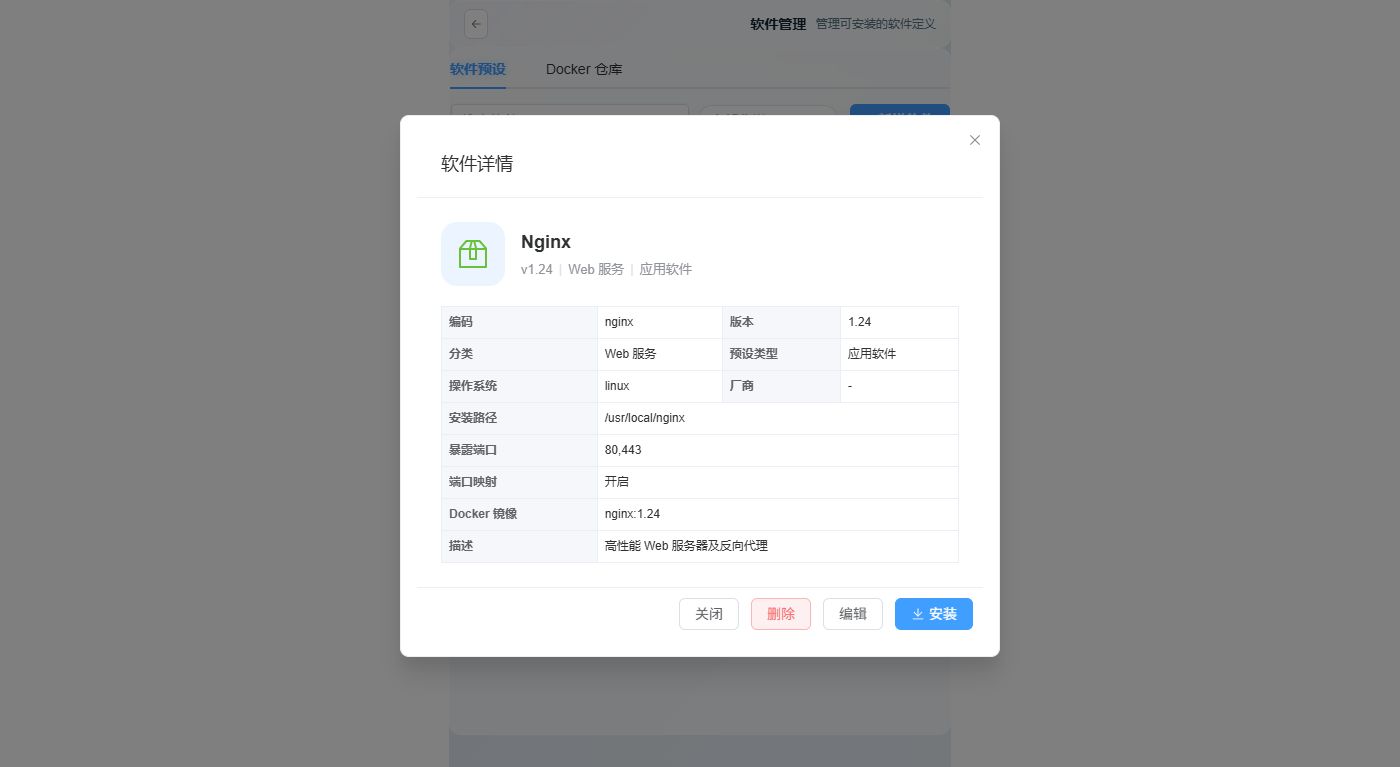 软件管理 管理可安装的软件定义
软件预设 Docker 仓库
软件详情
Nginx
v1.24 | Web 服务 | 应用软件
编码 nginx 版本 1.24
分类 Web 服务 预设类型 应用软件
操作系统 linux 厂商 -
安装路径 /usr/local/nginx
暴露端口 80,443
端口映射 开启
Docker 镜像 nginx:1.24
描述 高性能 Web 服务器及反向代理
关闭 删除 编辑 安装